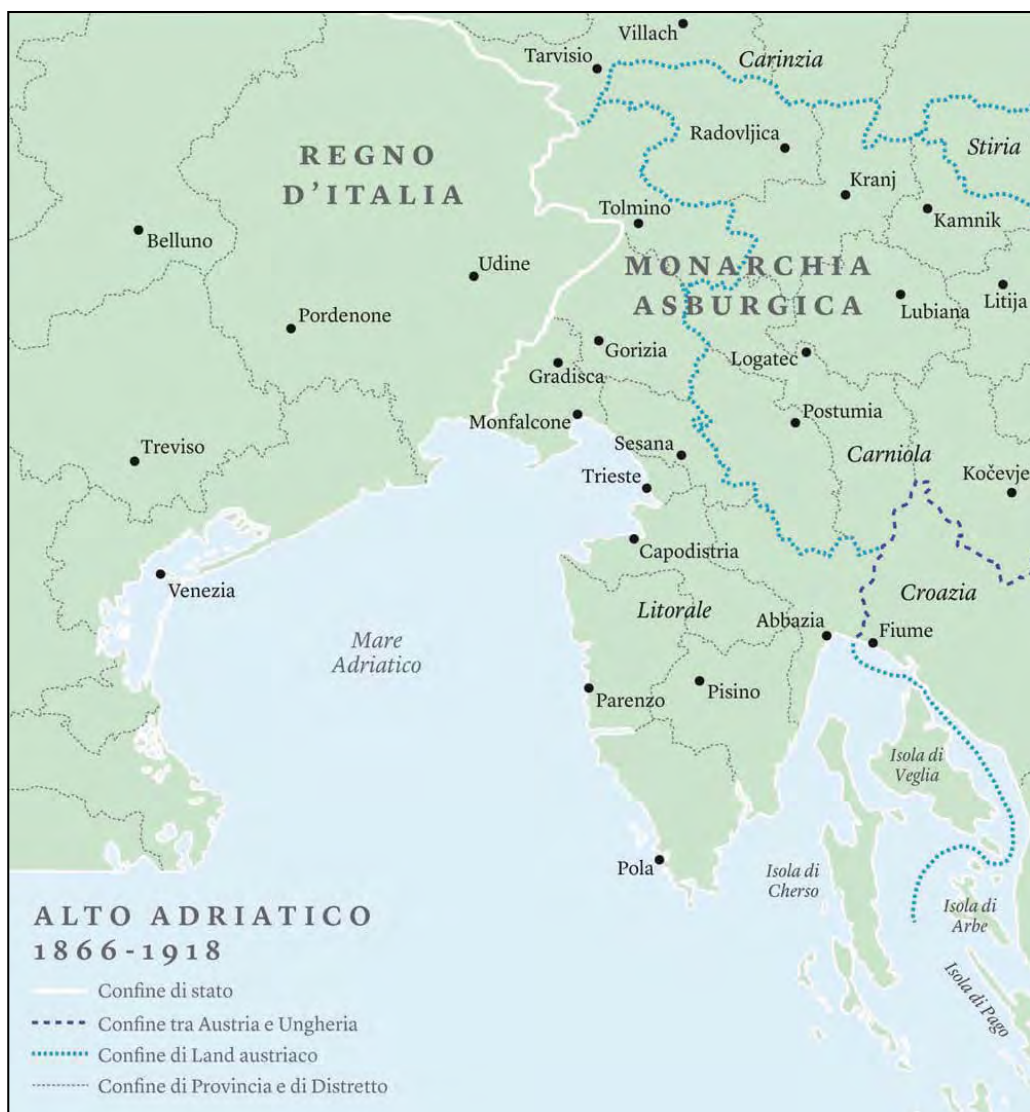 Villach
Tarvisio
Carinzia
Radovljica
Stiria
REGNO
D'ITALIA
Kranj
Kamnik
Tolmino
Belluno
MONARCHIA
ASBURGICA
Udine
Litija
Lubiana
Pordenone
Gorizia
Logatec
Gradisca
Monfalcone
Postumia
Treviso
Sesana
Carniola
Kočevje
Trieste
Capodistria
Venezia
Croazia
Litorale
Abbazia
Fiume
Mare
Adriatico
Parenzo
Pisino
Isola di
Veglia
Pola
Isola di
Cherso
Isola di
Arbe
Isola di Pago
ALTO ADRIATICO
1866-1918
Confine di stato
Confine tra Austria e Ungheria
Confine di Land austriaco
Confine di Provincia e di Distretto